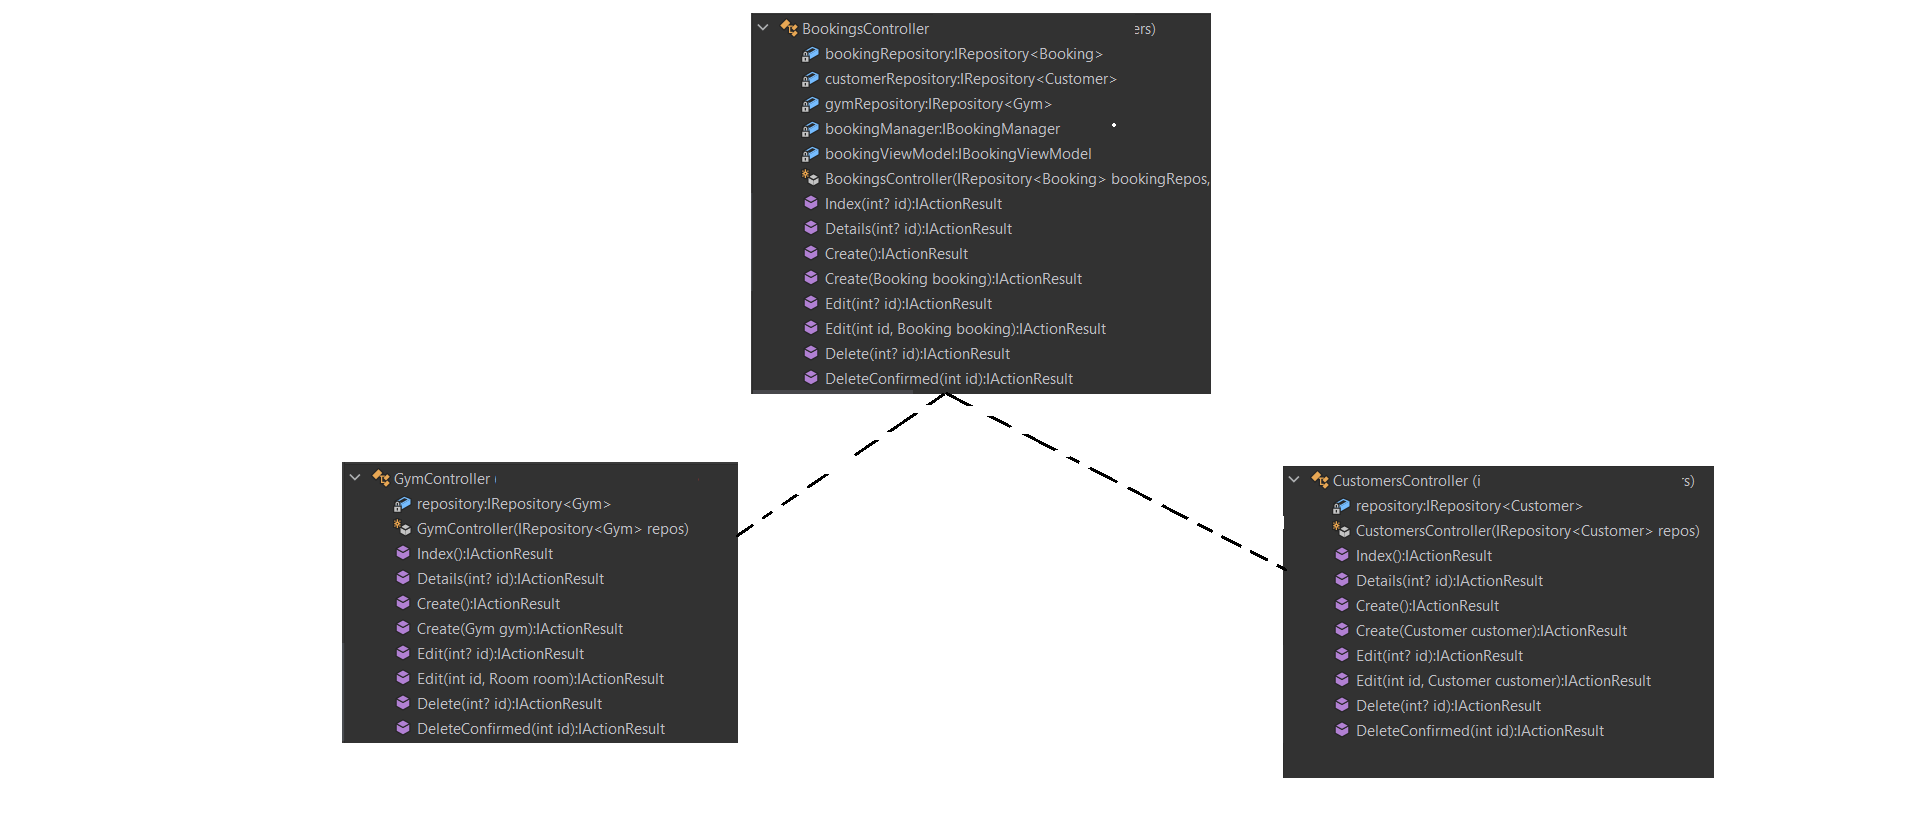 BookingsController ers)
bookingRepository:IRepository<Booking>
customerRepository:IRepository<Customer>
gymRepository:IRepository<Gym>
bookingManager:IBookingManager
bookingViewModel:IBookingViewModel
BookingsController(IRepository<Booking> bookingRepos,
Index(int? id):IActionResult
Details(int? id):IActionResult
Create():IActionResult
Create(Booking booking):IActionResult
Edit(int? id):IActionResult
Edit(int id, Booking booking):IActionResult
Delete(int? id):IActionResult
DeleteConfirmed(int id):IActionResult
GymController (
repository:IRepository<Gym>
GymController(IRepository<Gym> repos)
Index():IActionResult
Details(int? id):IActionResult
Create():IActionResult
Create(Gym gym):IActionResult
Edit(int? id):IActionResult
Edit(int id, Room room):IActionResult
Delete(int? id):IActionResult
DeleteConfirmed(int id):IActionResult
CustomersController (i s)
repository:IRepository<Customer>
CustomersController(IRepository<Customer> repos)
Index():IActionResult
Details(int? id):IActionResult
Create():IActionResult
Create(Customer customer):IActionResult
Edit(int? id):IActionResult
Edit(int id, Customer customer):IActionResult
Delete(int? id):IActionResult
DeleteConfirmed(int id):IActionResult